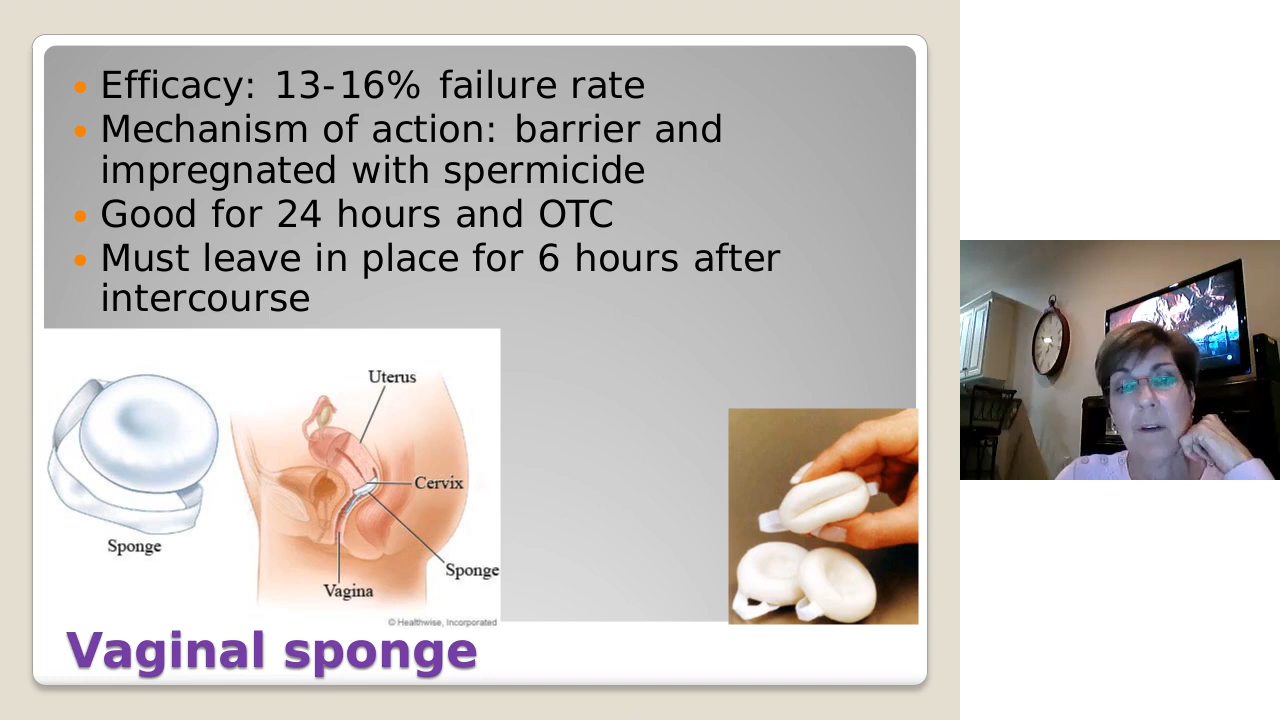 Efficacy: 13-16% failure rate
Mechanism of action: barrier and
impregnated with spermicide
Good for 24 hours and OTC
Must leave in place for 6 hours after
intercourse
Uterus
Cervix
Sponge
Sponge
Vagina
© Healthwise, Incorporated
Vaginal sponge